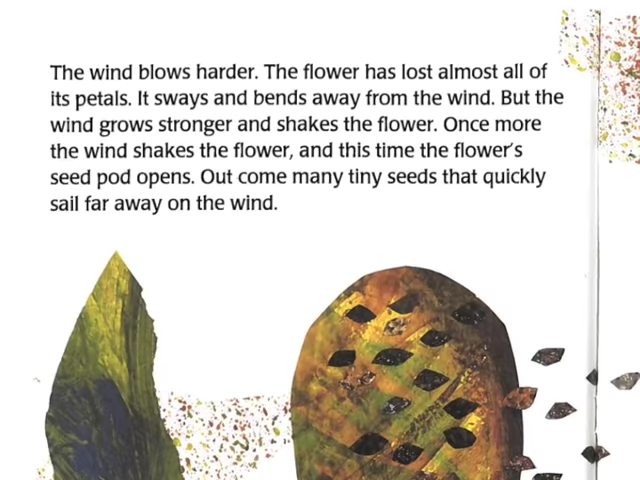 The wind blows harder. The flower has lost almost all of
its petals. It sways and bends away from the wind. But the
wind grows stronger and shakes the flower. Once more
the wind shakes the flower, and this time the flower's
seed pod opens. Out come many tiny seeds that quickly
sail far away on the wind.